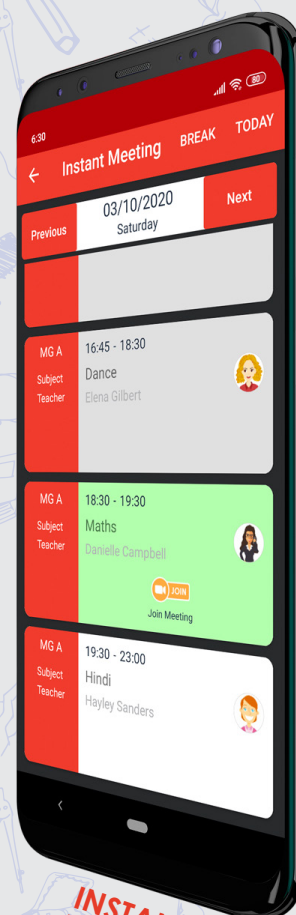 6:30
80
Instant Meeting
BREAK
TODAY
Previous
03/10/2020
Saturday
Next
MG A
Subject
Teacher
16:45 - 18:30
Dance
Elena Gilbert
MG A
Subject
Teacher
18:30 - 19:30
Maths
Danielle Campbell
JOIN
Join Meeting
MG A
Subject
Teacher
19:30 - 23:00
Hindi
Hayley Sanders